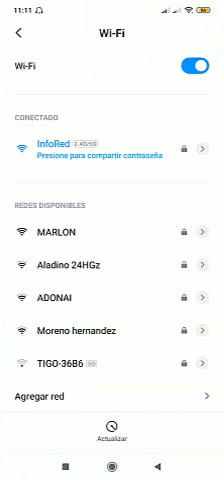 11:11
Wi-Fi
Wi-Fi
CONECTADO
InfoRed 2.4G/5G
Presione para compartir contraseña
REDES DISPONIBLES
MARLON
Aladino 24HGz
ADONAI
Moreno hernandez
TIGO-36B6 5G
Agregar red
Actualizar